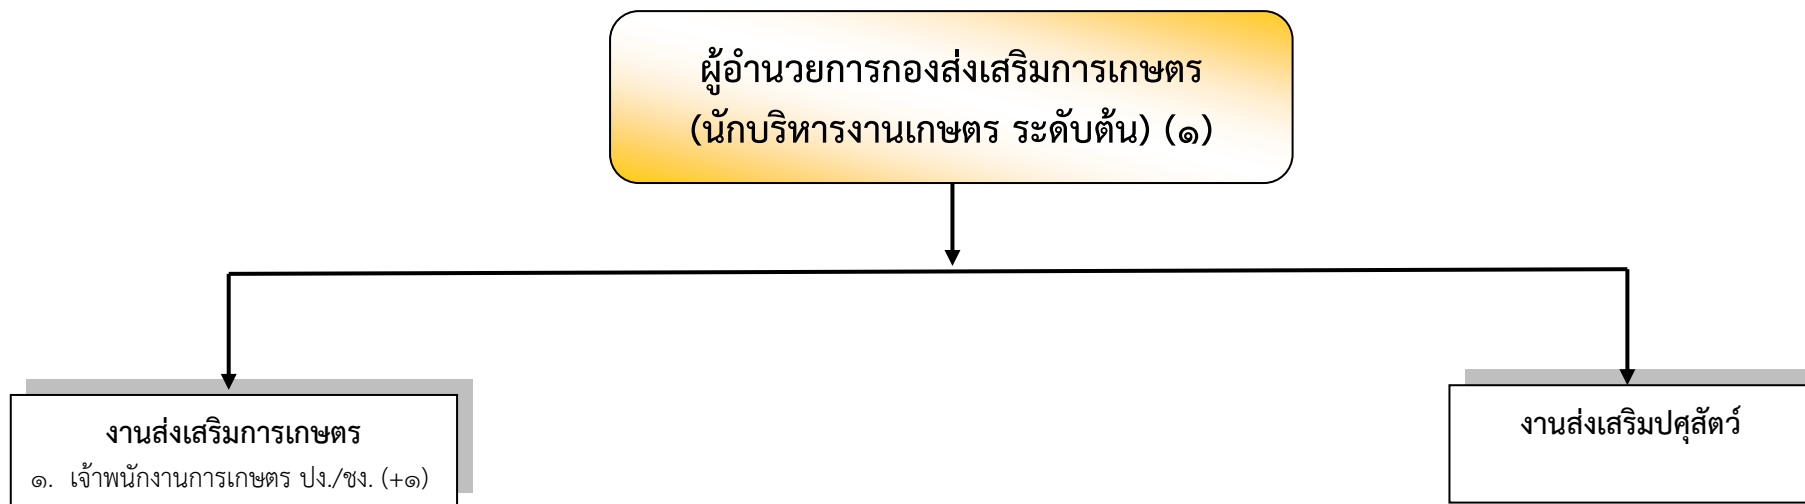 ผู้อำนวยการกองส่งเสริมการเกษตร
(นักบริหารงานเกษตร ระดับต้น) (๑)
งานส่งเสริมการเกษตร
๑. เจ้าพนักงานการเกษตร ปง./ชง. (+๑)
งานส่งเสริมปศุสัตว์